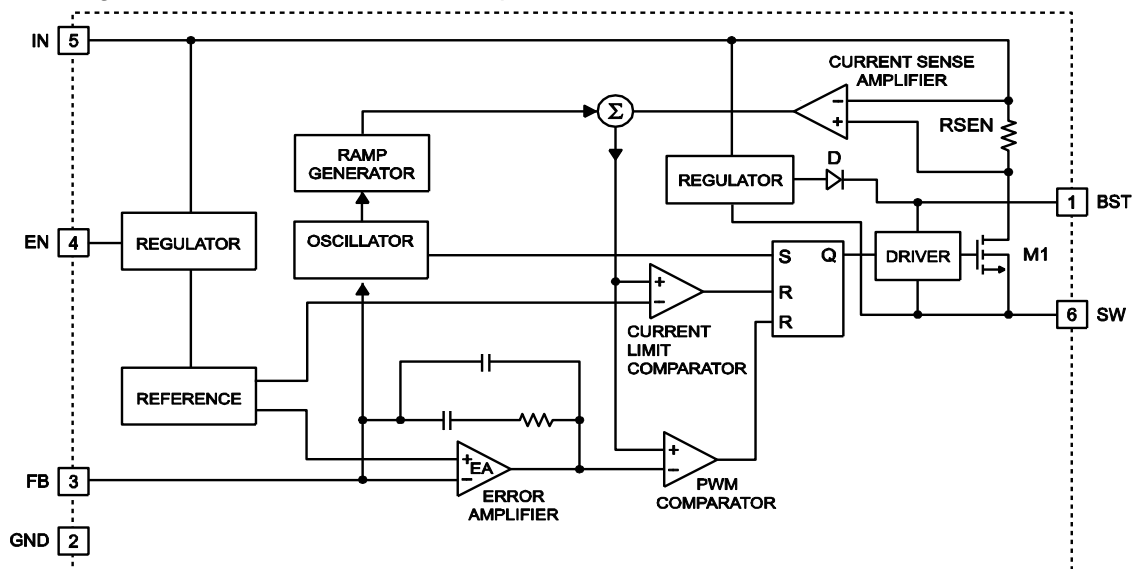 IN 5
CURRENT SENSE
AMPLIFIER
Σ
−
+
RSEN
RAMP
GENERATOR
D
REGULATOR
1 BST
EN 4
REGULATOR
OSCILLATOR
S Q
DRIVER
M1
+
−
R
6 SW
R
CURRENT
LIMIT
COMPARATOR
REFERENCE
+
EA
−
+
−
FB 3
ERROR
AMPLIFIER
PWM
COMPARATOR
GND 2